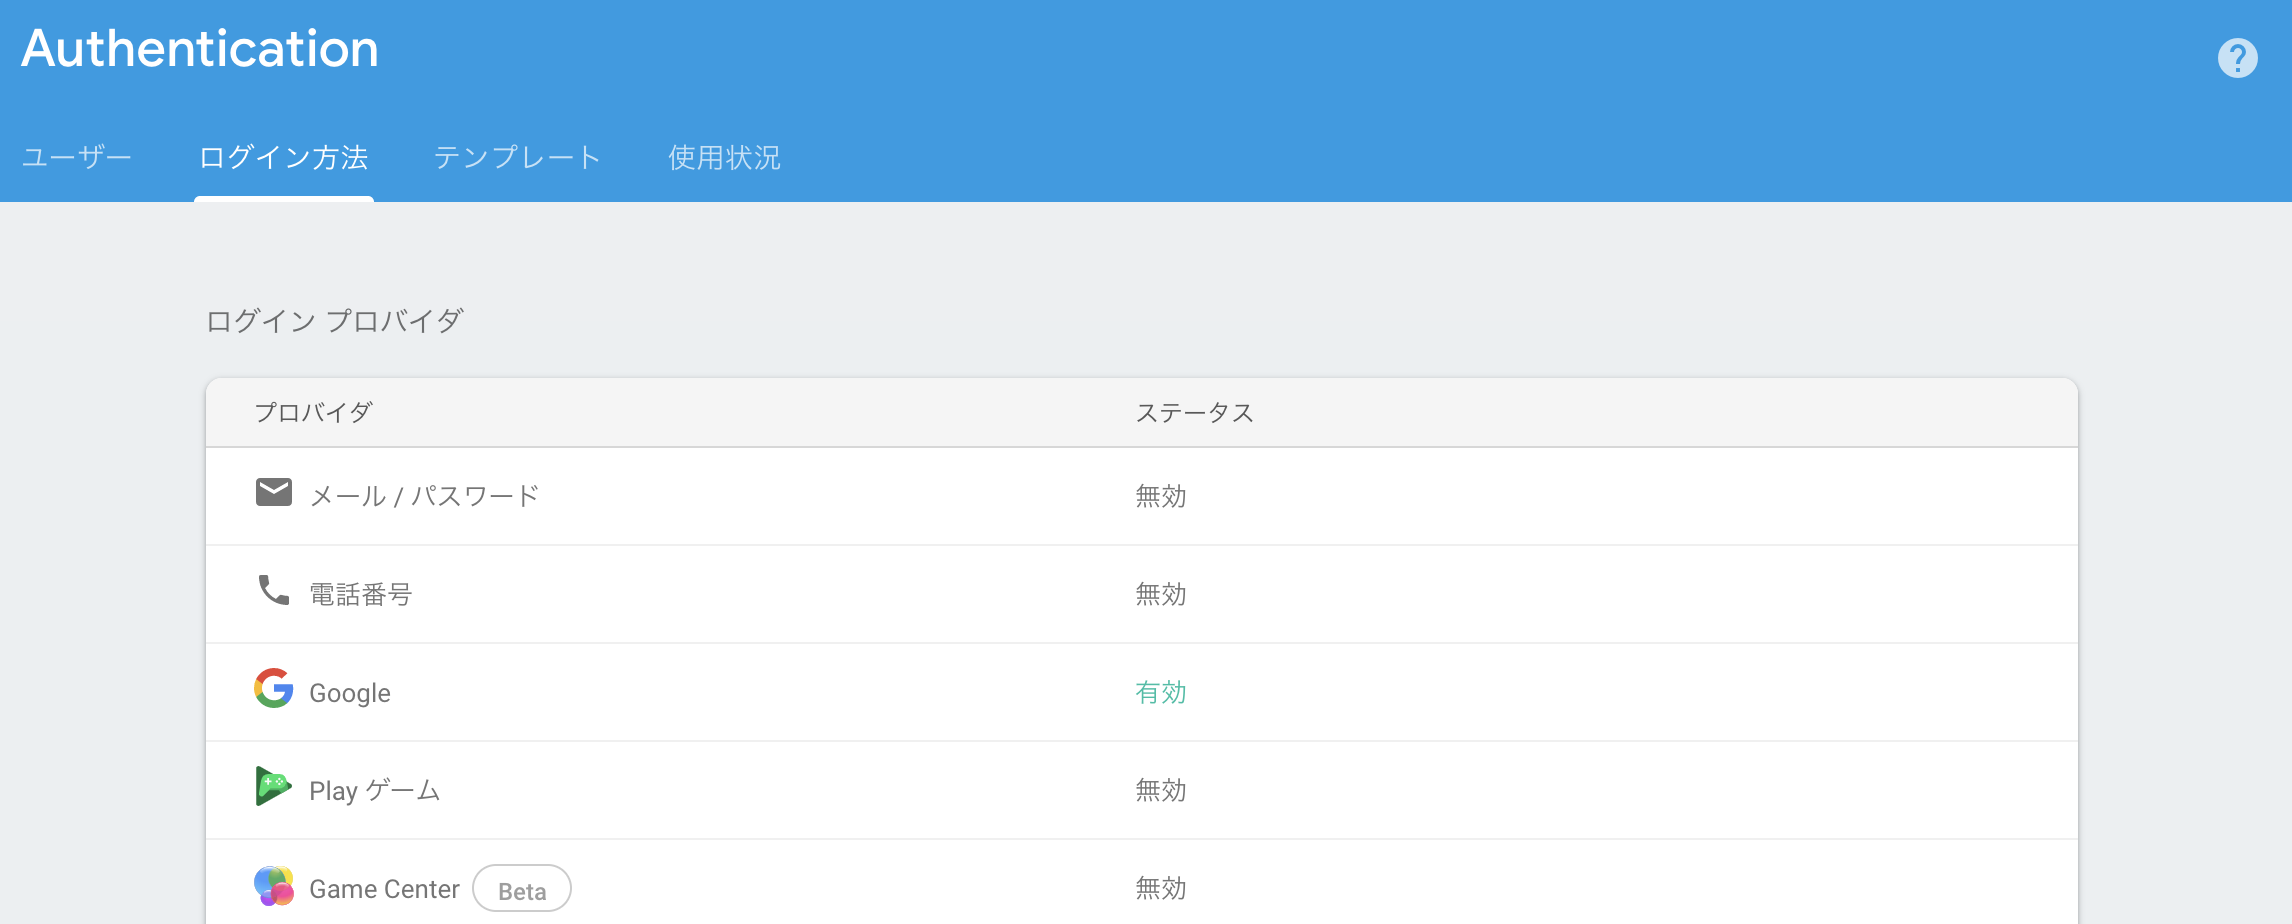 Authentication
?
ユーザー ログイン方法 テンプレート 使用状況
ログイン プロバイダ
プロバイダ ステータス
メール / パスワード 無効
電話番号 無効
Google 有効
Play ゲーム 無効
Game Center Beta 無効